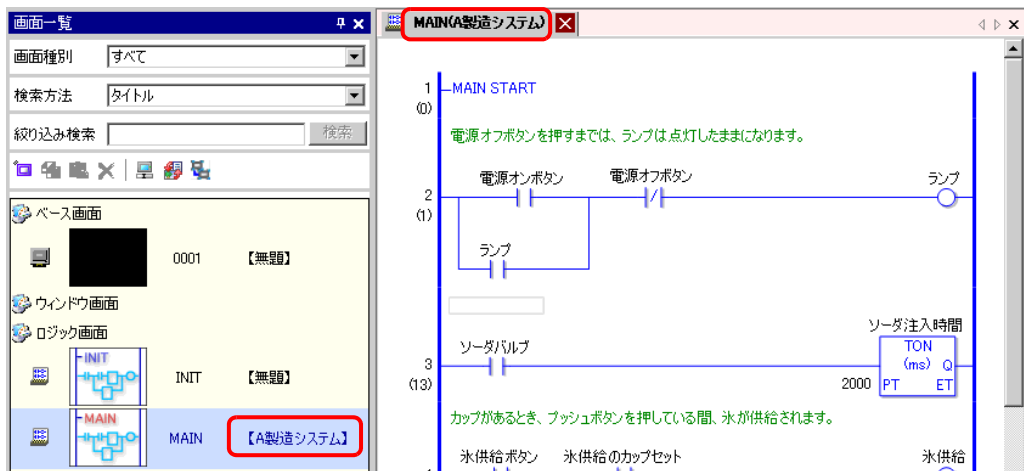 画面一覧
画面種別 すべて
検索方法 タイトル
絞り込み検索 検索
ベース画面
0001 【無題】
ウィンドウ画面
ロジック画面
INIT
INIT 【無題】
MAIN
MAIN 【A製造システム】
MAIN(A製造システム)
1 MAIN START
(0)
電源オフボタンを押すまでは、ランプは点灯したままになります。
電源オンボタン 電源オフボタン ランプ
2
(1)
ランプ
ソーダ注入時間
ソーダバルブ TON
3 (ms) Q
(13) 2000 PT ET
カップがあるとき、プッシュボタンを押している間、氷が供給されます。
氷供給ボタン 氷供給のカップセット 氷供給